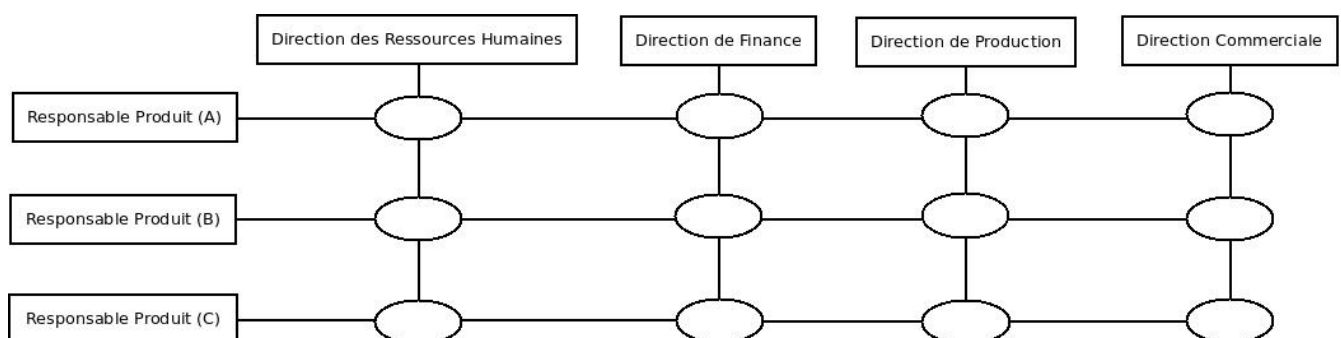 Direction des Ressources Humaines
Direction de Finance
Direction de Production
Direction Commerciale
Responsable Produit (A)
Responsable Produit (B)
Responsable Produit (C)